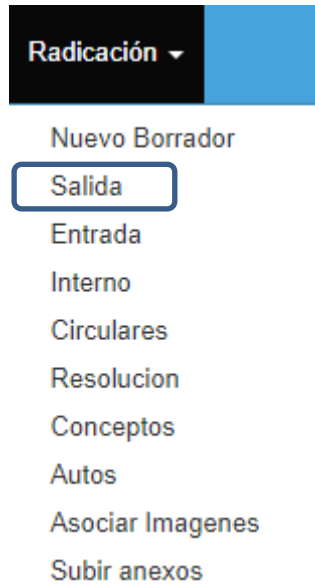 Radicación
Nuevo Borrador
Salida
Entrada
Interno
Circulares
Resolucion
Conceptos
Autos
Asociar Imagenes
Subir anexos